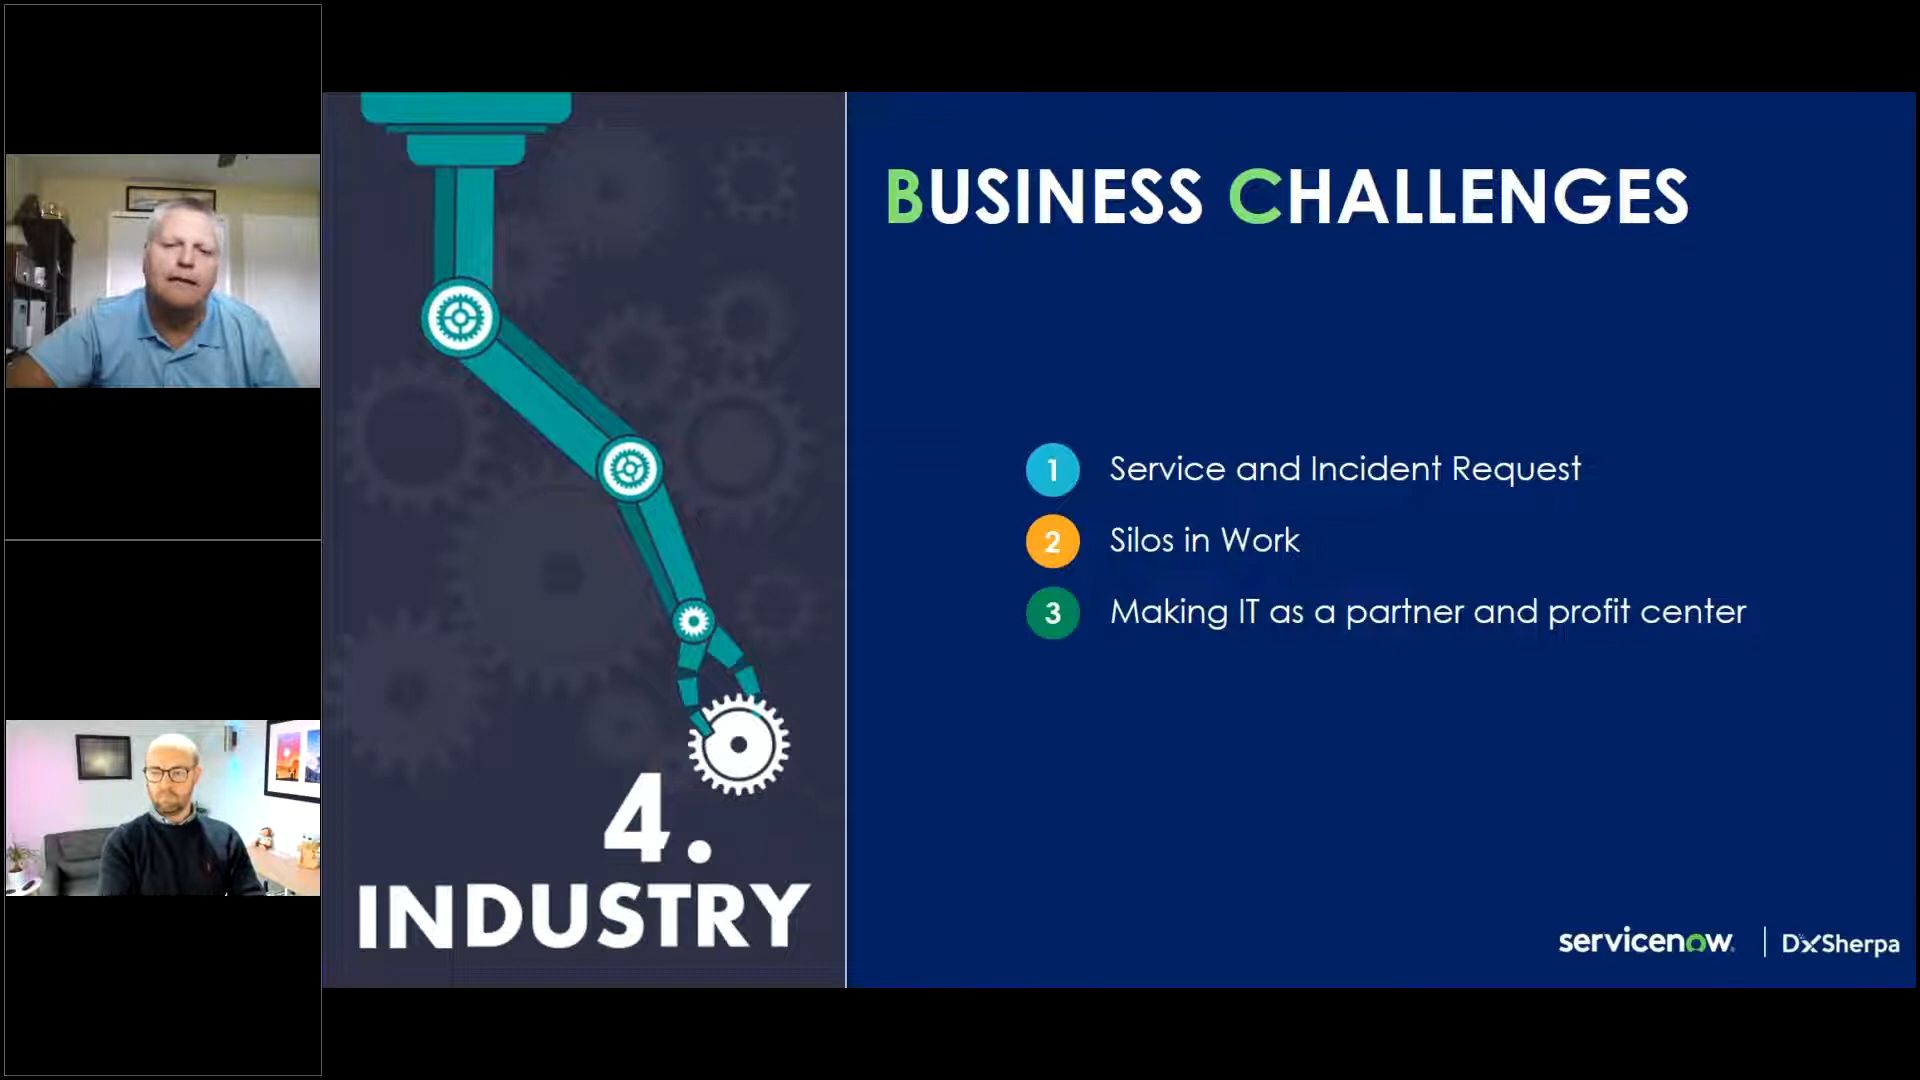 BUSINESS CHALLENGES
1 Service and Incident Request
2 Silos in Work
3 Making IT as a partner and profit center
4.
INDUSTRY
servicenow. | DxSherpa